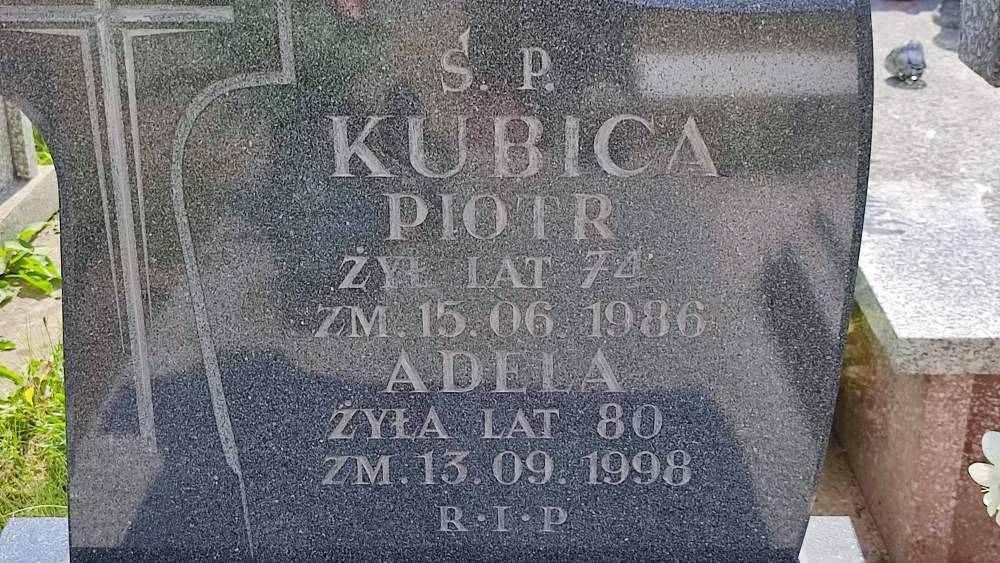 Ś. P.
KUBICA
PIOTR
ŻYŁ LAT 74
ZM. 15.06.1986
ADELA
ŻYŁA LAT 80
ZM. 13.09.1998
R·I·P